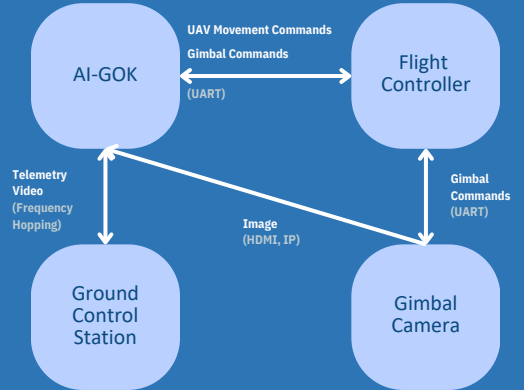 UAV Movement Commands
Gimbal Commands
(UART)
AI-GOK
Flight
Controller
Telemetry
Video
(Frequency
Hopping)
Gimbal
Commands
(UART)
Image
(HDMI, IP)
Ground
Control
Station
Gimbal
Camera